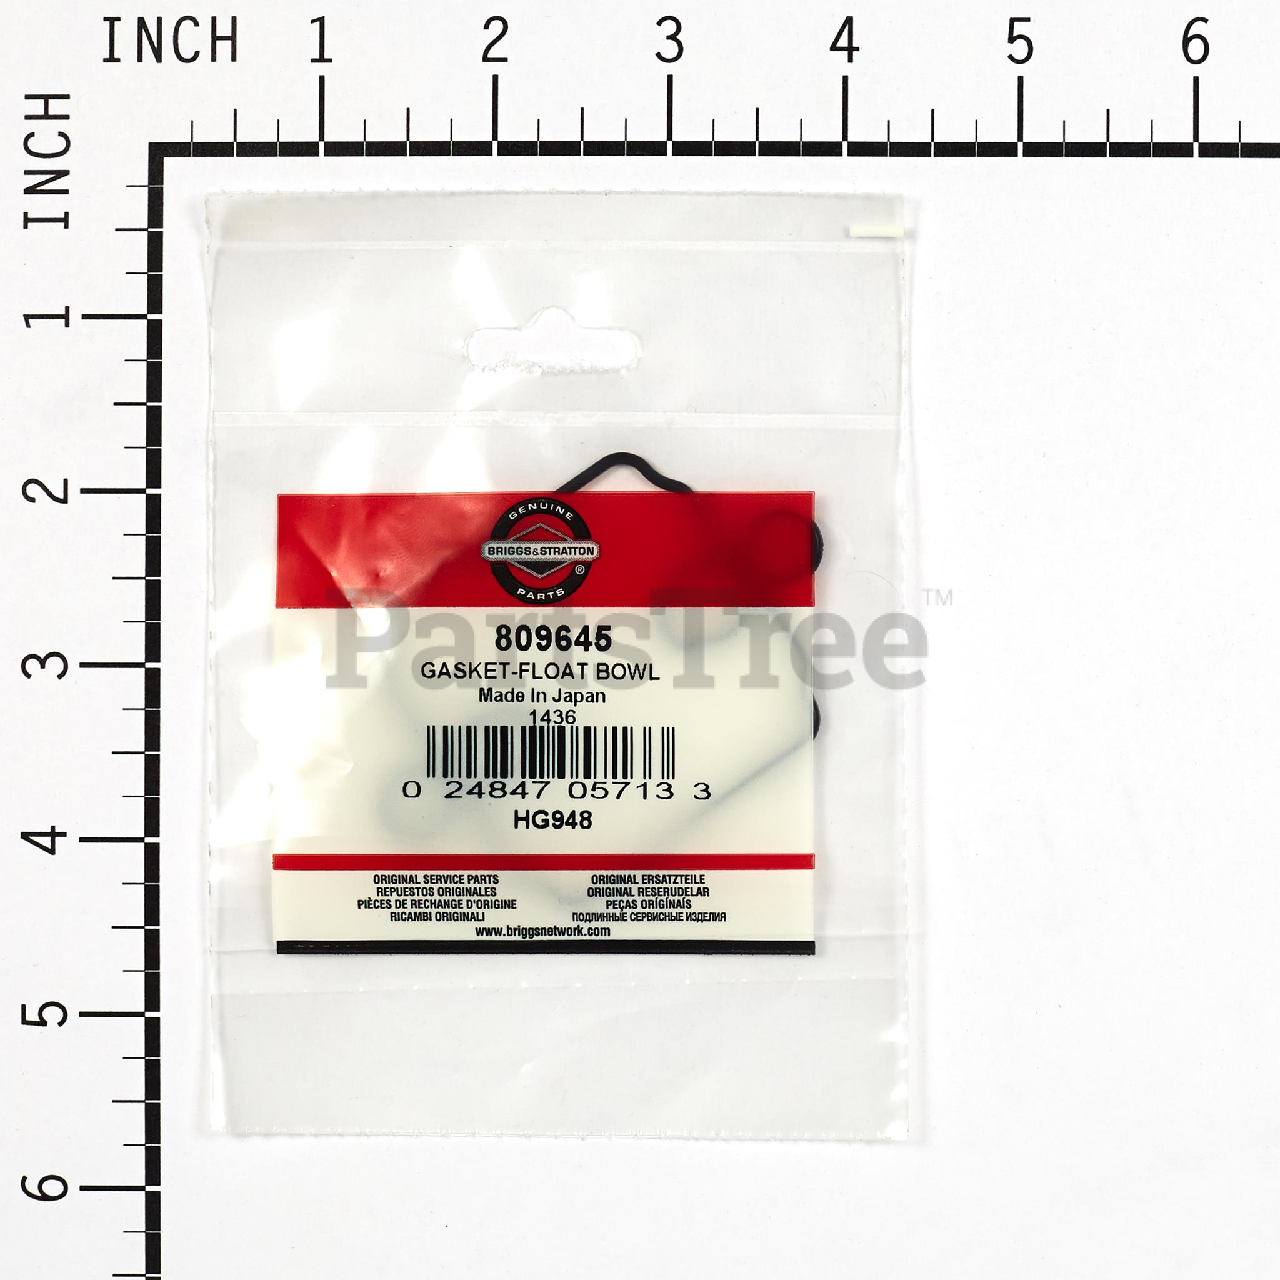 INCH 1 2 3 4 5 6
INCH
1
2
3
4
5
6
GENUINE
BRIGGS&STRATTON
®
PARTS
PartsTree™
809645
GASKET-FLOAT BOWL
Made In Japan
1436
0 24847 05713 3
HG948
ORIGINAL SERVICE PARTS
REPUESTOS ORIGINALES
PIÈCES DE RECHANGE D'ORIGINE
RICAMBI ORIGINALI
ORIGINAL ERSATZTEILE
ORIGINAL RESERUDELAR
PEÇAS ORIGINAIS
ПОДЛИННЫЕ СЕРВИСНЫЕ ИЗДЕЛИЯ
www.briggsnetwork.com